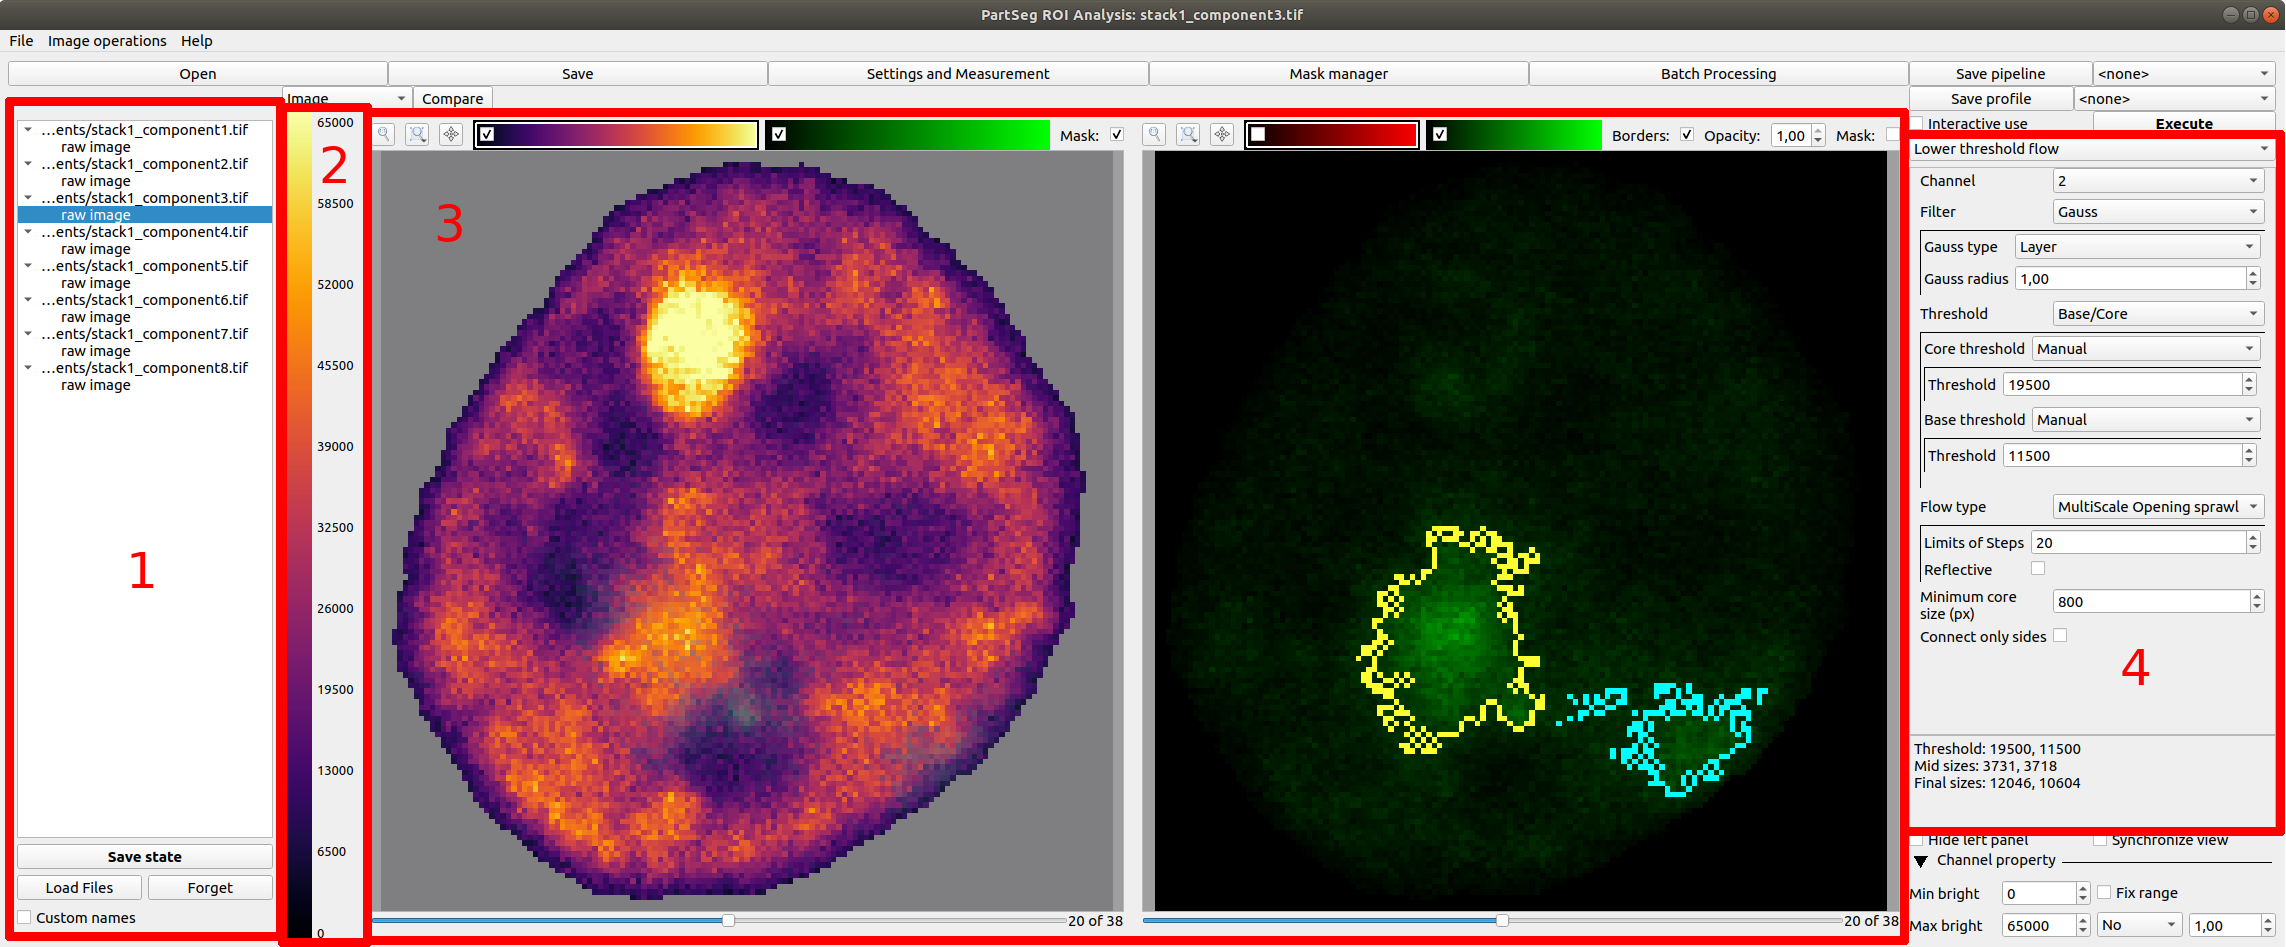 PartSeg ROI Analysis: stack1_component3.tif
File Image operations Help
Open Save Settings and Measurement Mask manager Batch Processing Save pipeline <none>
Image Compare Save profile <none>
Interactive use Execute
...ents/stack1_component1.tif
raw image
...ents/stack1_component2.tif
raw image
...ents/stack1_component3.tif
raw image
...ents/stack1_component4.tif
raw image
...ents/stack1_component5.tif
raw image
...ents/stack1_component6.tif
raw image
...ents/stack1_component7.tif
raw image
...ents/stack1_component8.tif
raw image
1
Save state
Load Files Forget
Custom names
65000
2
58500
52000
45500
39000
32500
26000
19500
13000
6500
0
Mask:
3
20 of 38
Borders: Opacity: 1,00 Mask:
20 of 38
Lower threshold flow
Channel 2
Filter Gauss
Gauss type Layer
Gauss radius 1,00
Threshold Base/Core
Core threshold Manual
Threshold 19500
Base threshold Manual
Threshold 11500
Flow type MultiScale Opening sprawl
Limits of Steps 20
Reflective
Minimum core
size (px) 800
Connect only sides
4
Threshold: 19500, 11500
Mid sizes: 3731, 3718
Final sizes: 12046, 10604
Hide left panel Synchronize view
Channel property
Min bright 0 Fix range
Max bright 65000 No 1,00